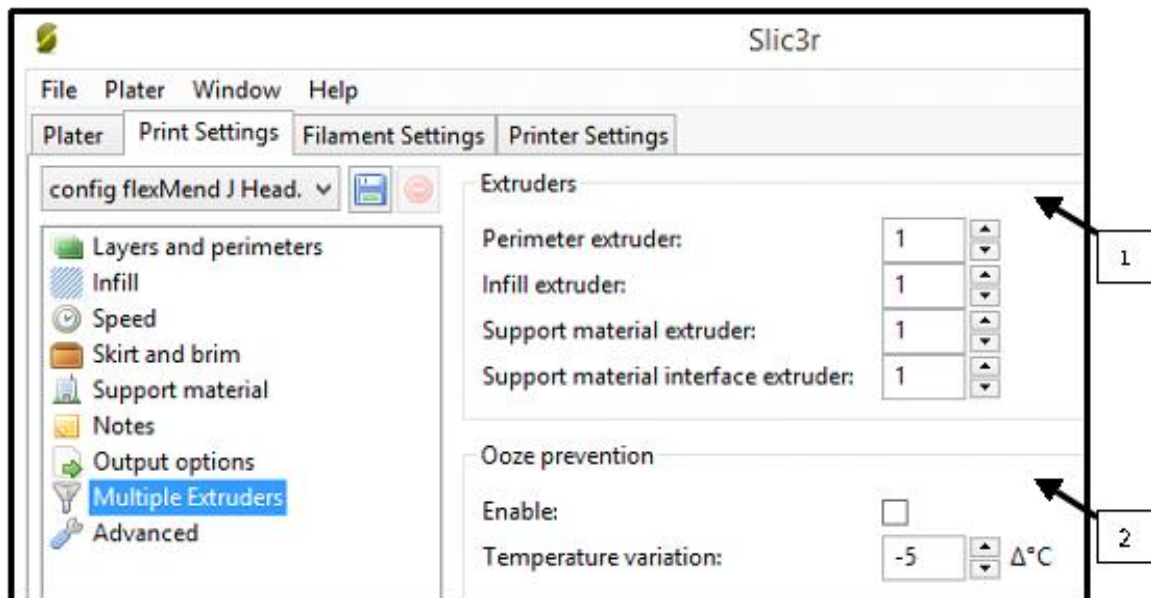 Slic3r
File Plater Window Help
Plater Print Settings Filament Settings Printer Settings
config flexMend J Head.
Layers and perimeters
Infill
Speed
Skirt and brim
Support material
Notes
Output options
Multiple Extruders
Advanced
Extruders
Perimeter extruder: 1
Infill extruder: 1
Support material extruder: 1
Support material interface extruder: 1
1
Ooze prevention
Enable:
Temperature variation: -5 Δ°C
2